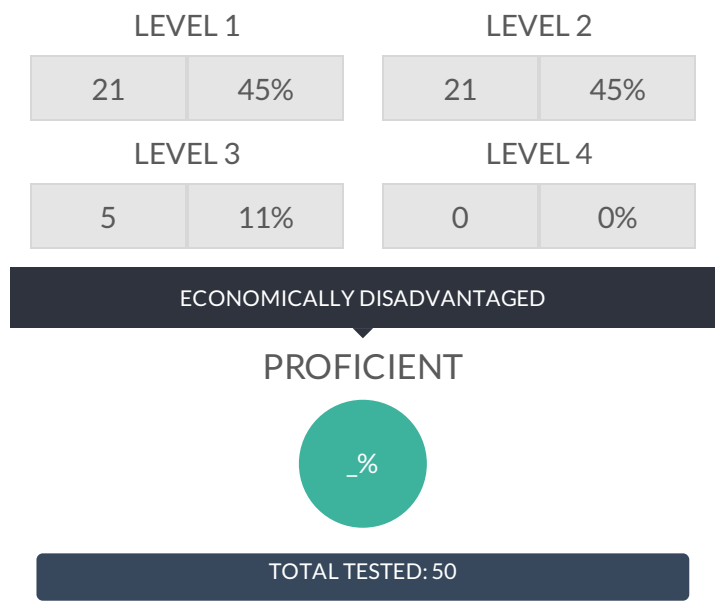 LEVEL 1 LEVEL 2
21 45% 21 45%
LEVEL 3 LEVEL 4
5 11% 0 0%
ECONOMICALLY DISADVANTAGED
PROFICIENT
_%
TOTAL TESTED: 50